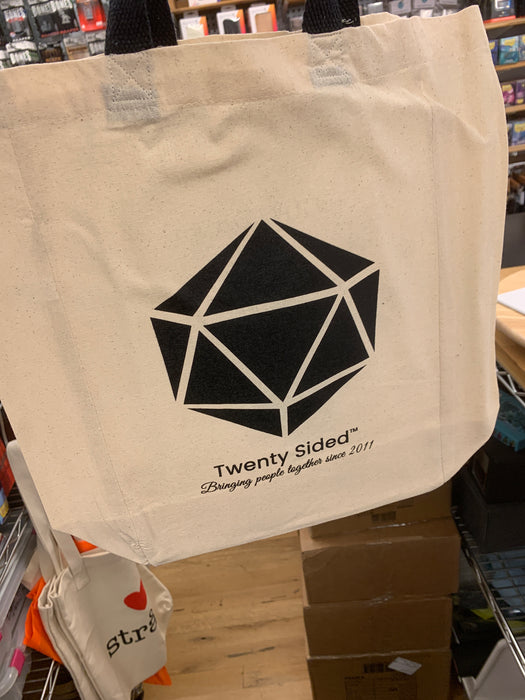 Twenty Sided™
Bringing people together since 2011